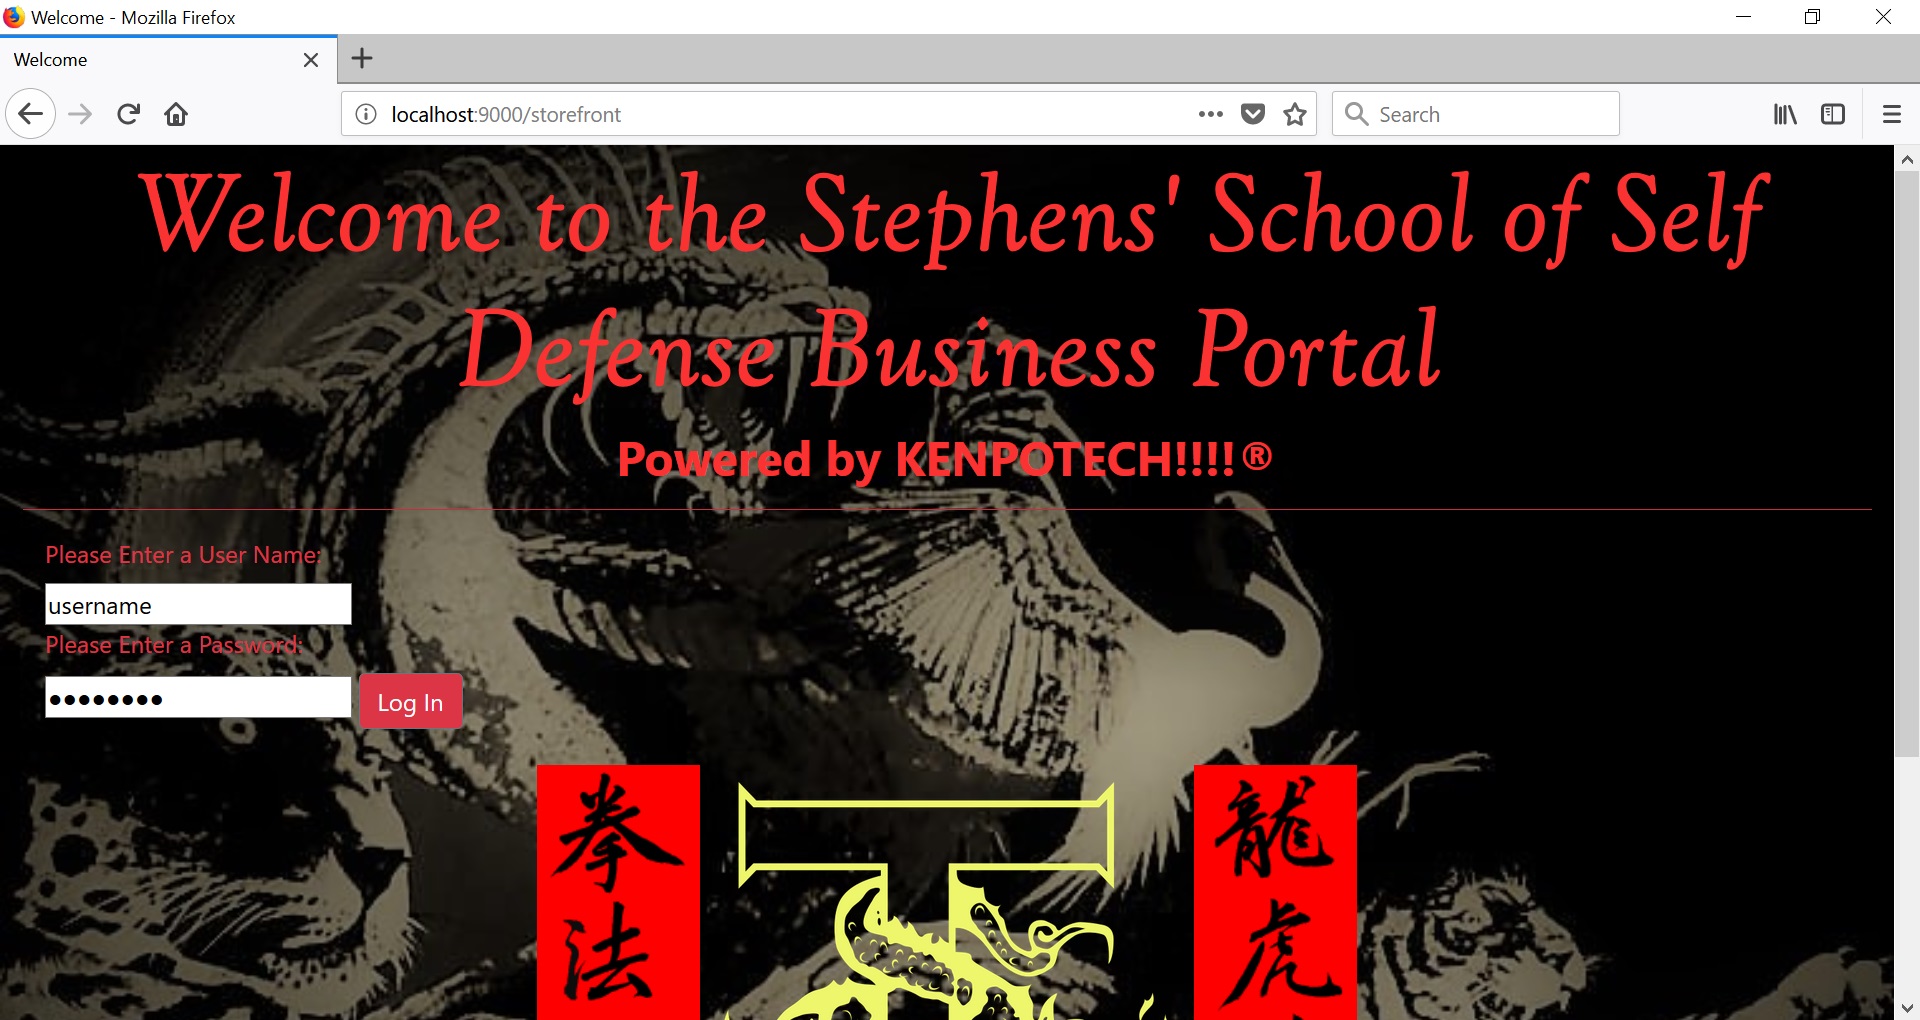 Welcome - Mozilla Firefox
Welcome
localhost:9000/storefront
Search
Welcome to the Stephens' School of Self
Defense Business Portal
Powered by KENPOTECH!!!!®
Please Enter a User Name:
username
Please Enter a Password:
••••••••
Log In
拳法
龍虎